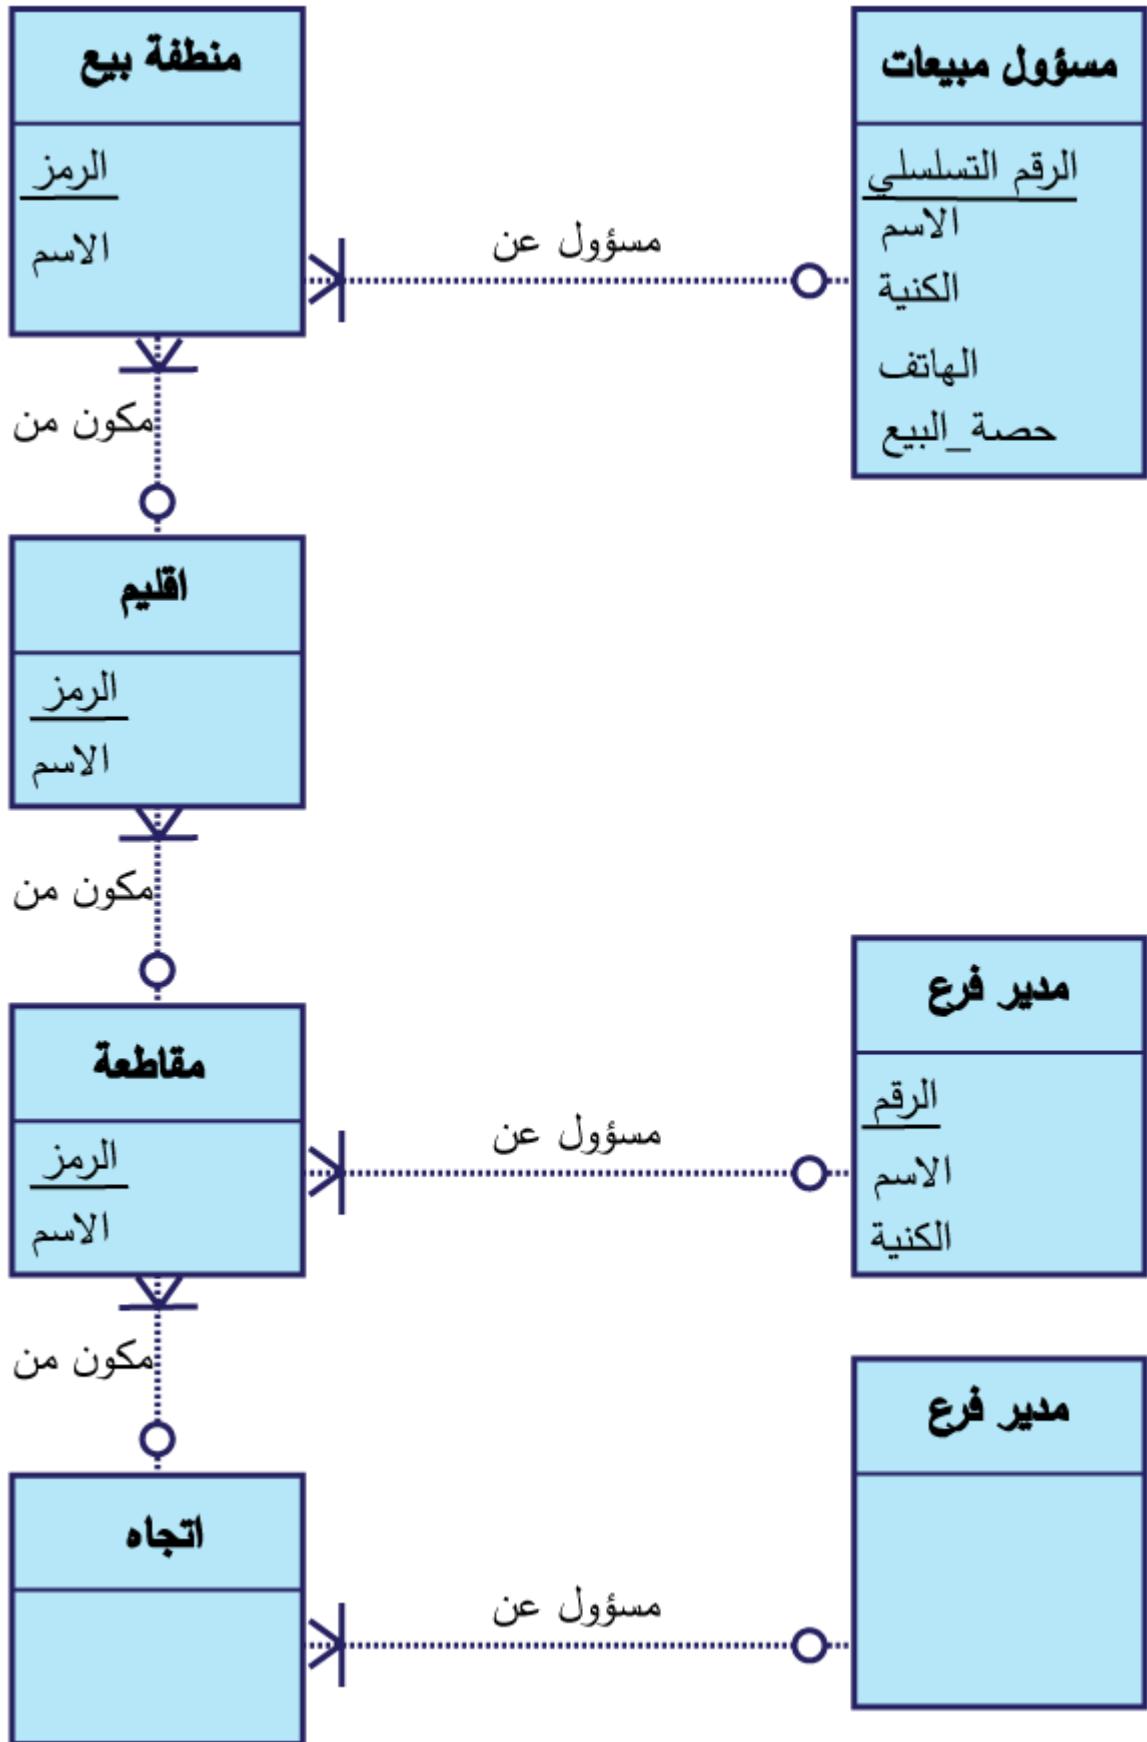 مسؤول مبيعات
الرقم التسلسلي
الاسم
الكنية
الهاتف
حصة_البيع
مسؤول عن
منطفة بيع
الرمز
الاسم
مكون من
اقليم
الرمز
الاسم
مكون من
مدير فرع
الرقم
الاسم
الكنية
مسؤول عن
مقاطعة
الرمز
الاسم
مكون من
مدير فرع
مسؤول عن
اتجاه